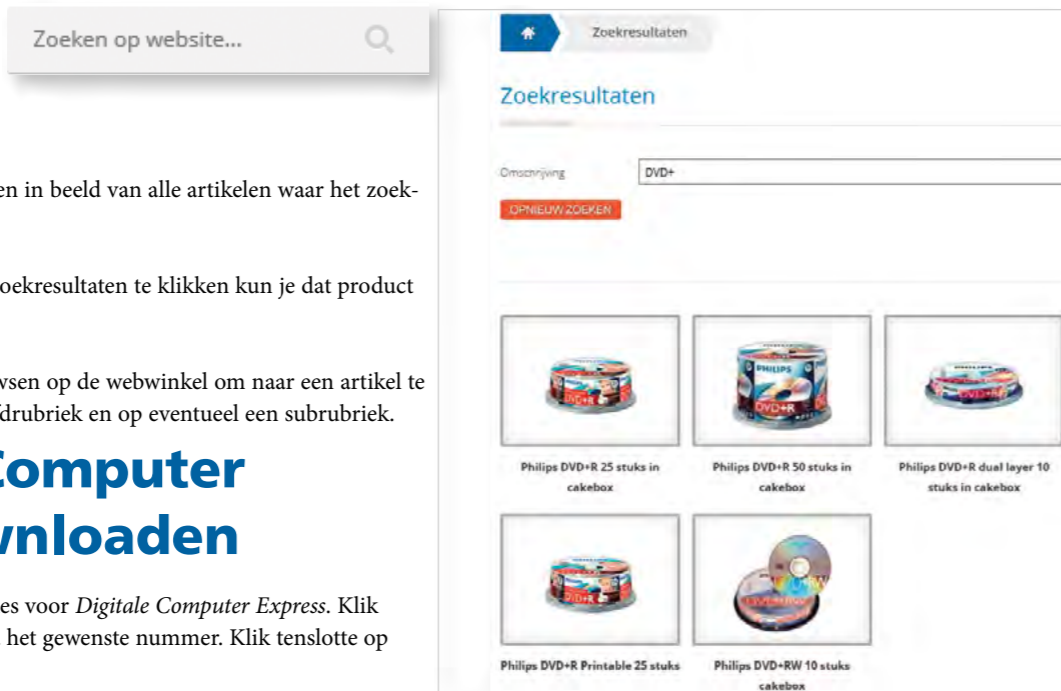 Zoeken op website...
en in beeld van alle artikelen waar het zoek-
oekresultaten te klikken kun je dat product
wsen op de webwinkel om naar een artikel te
fdrubriek en op eventueel een subrubriek.
Computer
wnloaden
es voor Digitale Computer Express. Klik
het gewenste nummer. Klik tenslotte op
Zoekresultaten
Zoekresultaten
Omschrijving
DVD+
OPNIEUW ZOEKEN
PHILIPS
DVD+R
Philips DVD+R 25 stuks in
cakebox
Philips DVD+R 50 stuks in
cakebox
Philips DVD+R dual layer 10
stuks in cakebox
Philips DVD+R Printable 25 stuks
Philips DVD+RW 10 stuks
cakebox